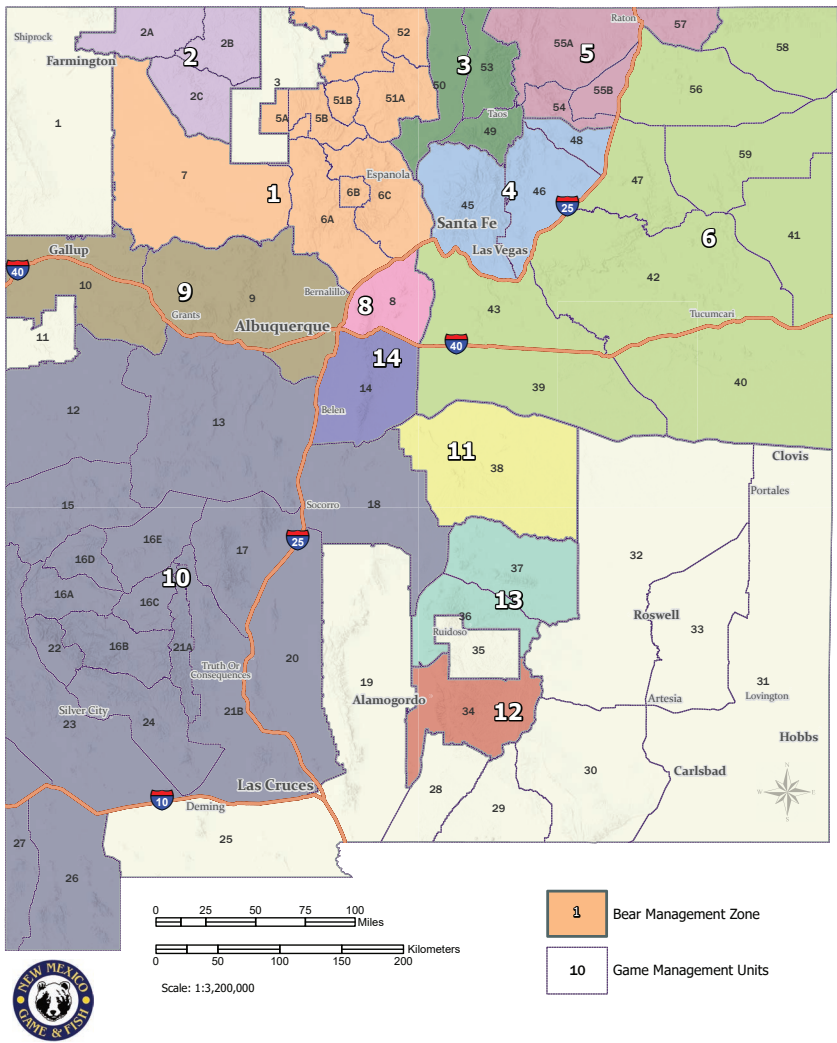 Shiprock
2A
2B
52
Raton
57
Farmington
2
4
3
53
55A
5
58
2C
3
50
55B
56
51B
51A
54
5A
5B
Taos
1
49
48
59
7
Espanola
47
6B
6C
4
46
1
45
25
6A
Santa Fe
41
6
Gallup
Las Vegas
40
42
10
9
9
Bernalillo
8
8
43
Grants
Tucumcari
Albuquerque
11
40
14
14
39
40
12
Belen
13
11
Clovis
38
Portales
15
18
Socorro
16E
25
17
32
16D
37
10
16A
16C
13
36
Roswell
Ruidoso
33
22
16B
21A
35
20
Truth Or
Consequences
19
31
Alamogordo
Artesia
Lovington
Silver City
23
24
21B
34
12
Hobbs
30
Carlsbad
Las Cruces
28
N
W
E
S
10
Deming
29
25
27
26
0
25
50
75
100
Miles
Kilometers
0
50
100
150
200
Scale: 1:3,200,000
1
Bear Management Zone
10
Game Management Units
NEW MEXICO
GAME & FISH